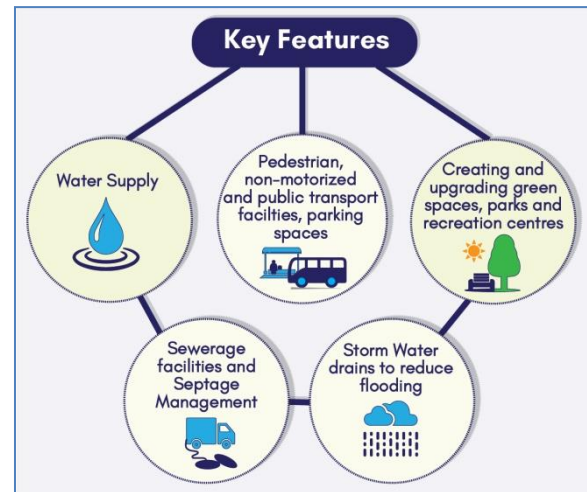 Key Features
Water Supply
Pedestrian,
non-motorized
and public transport
facilties, parking
spaces
Creating and
upgrading green
spaces, parks and
recreation centres
Sewerage
facilities and
Septage
Management
Storm Water
drains to reduce
flooding